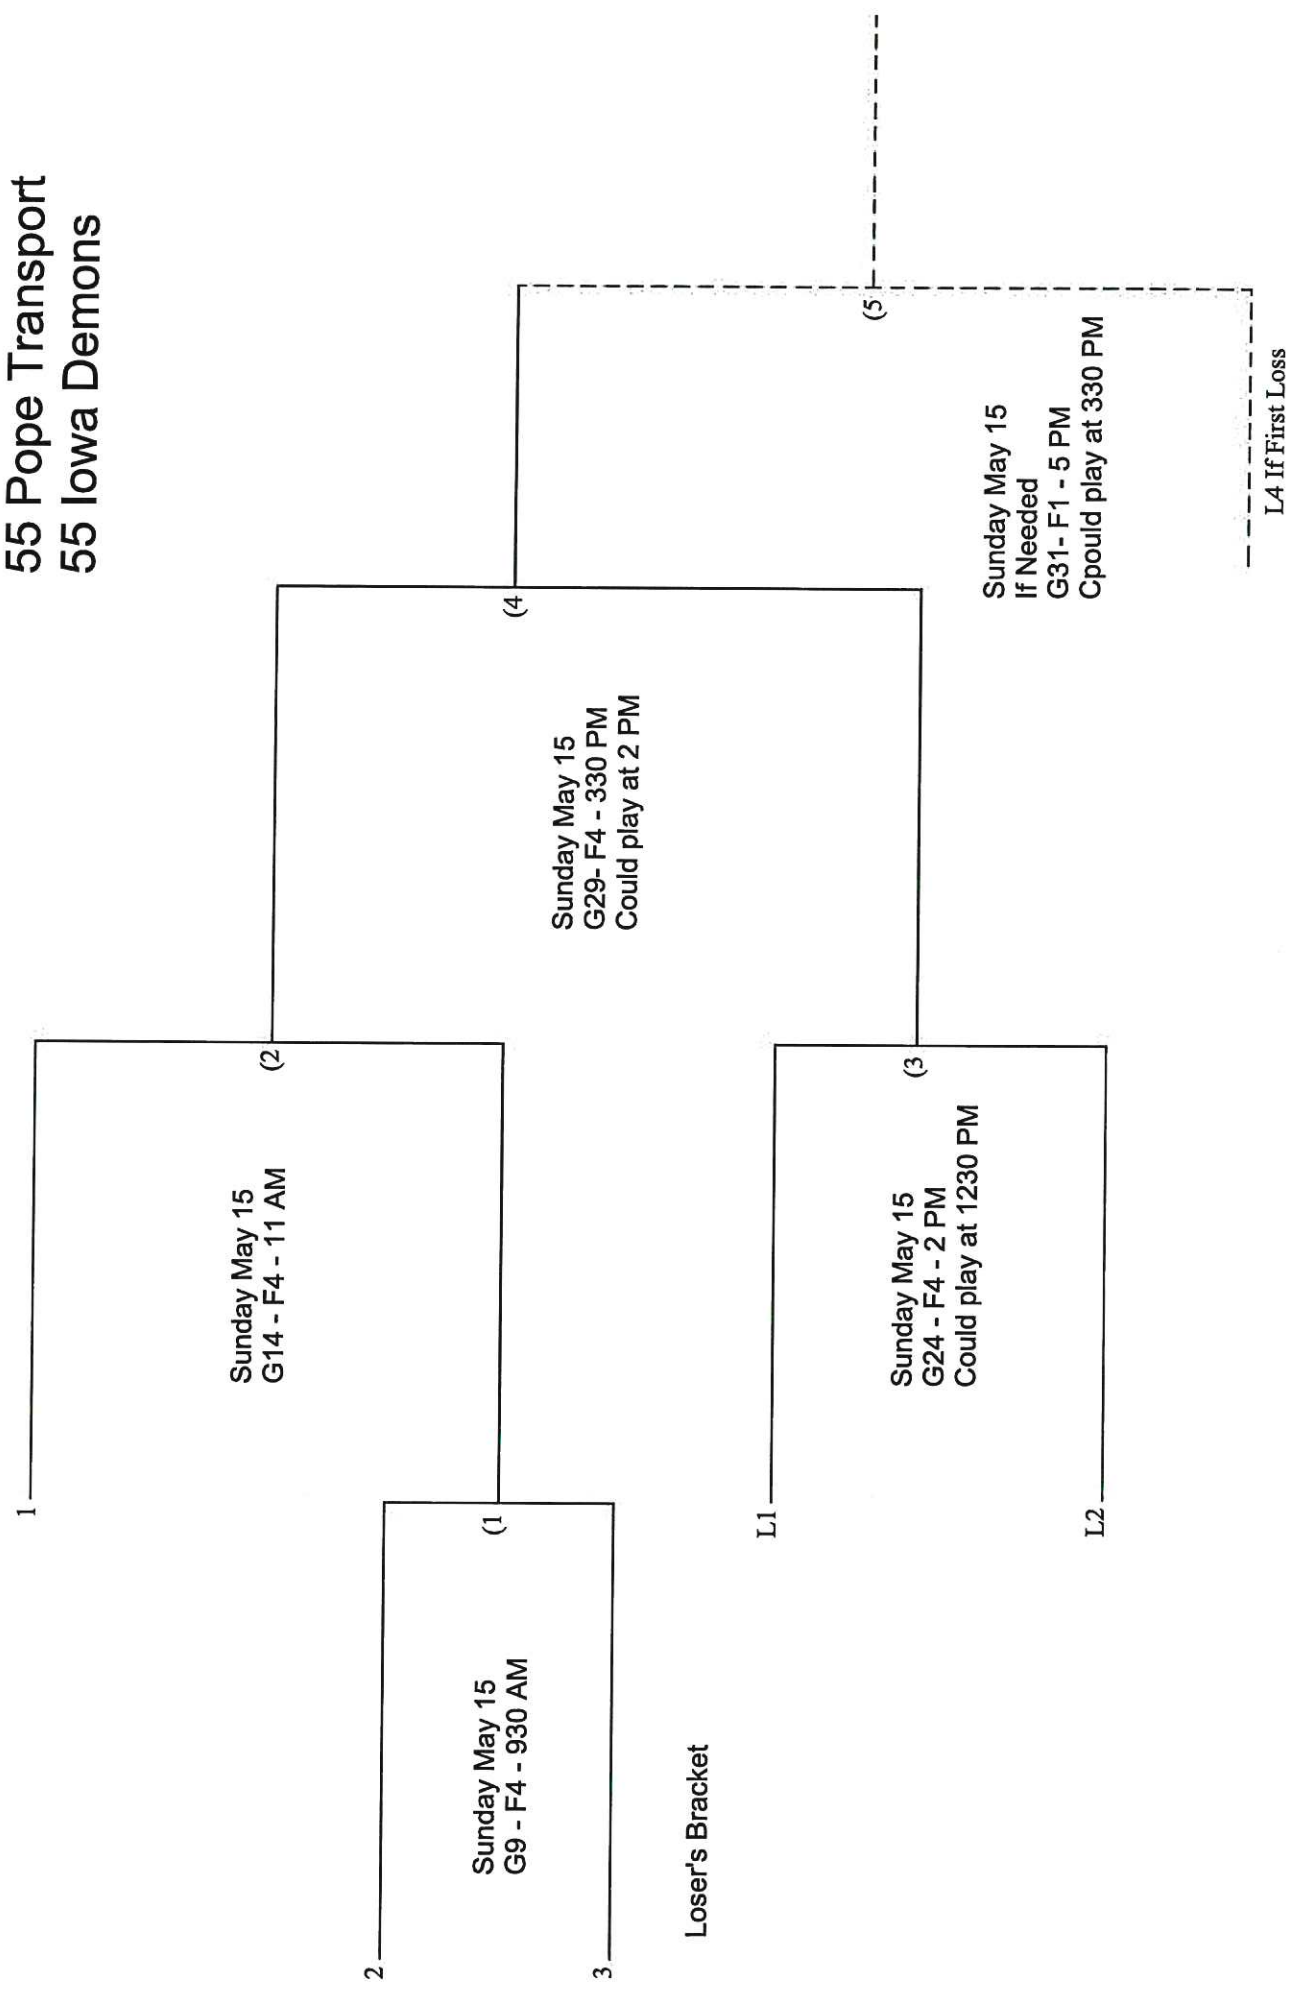 55 Pope Transport
55 Iowa Demons
1
Sunday May 15
G14 - F4 - 11 AM
(2
2
Sunday May 15
G9 - F4 - 930 AM
(1
3
Sunday May 15
G29- F4 - 330 PM
Could play at 2 PM
(4
Loser's Bracket
L1
Sunday May 15
G24 - F4 - 2 PM
Could play at 1230 PM
(3
L2
(5
Sunday May 15
If Needed
G31- F1 - 5 PM
Cpould play at 330 PM
L4 If First Loss